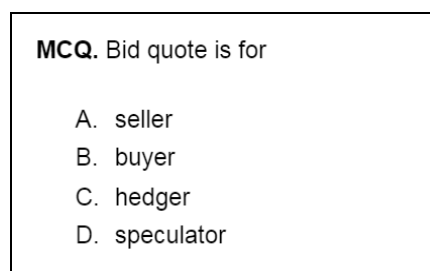 MCQ. Bid quote is for
A. seller
B. buyer
C. hedger
D. speculator